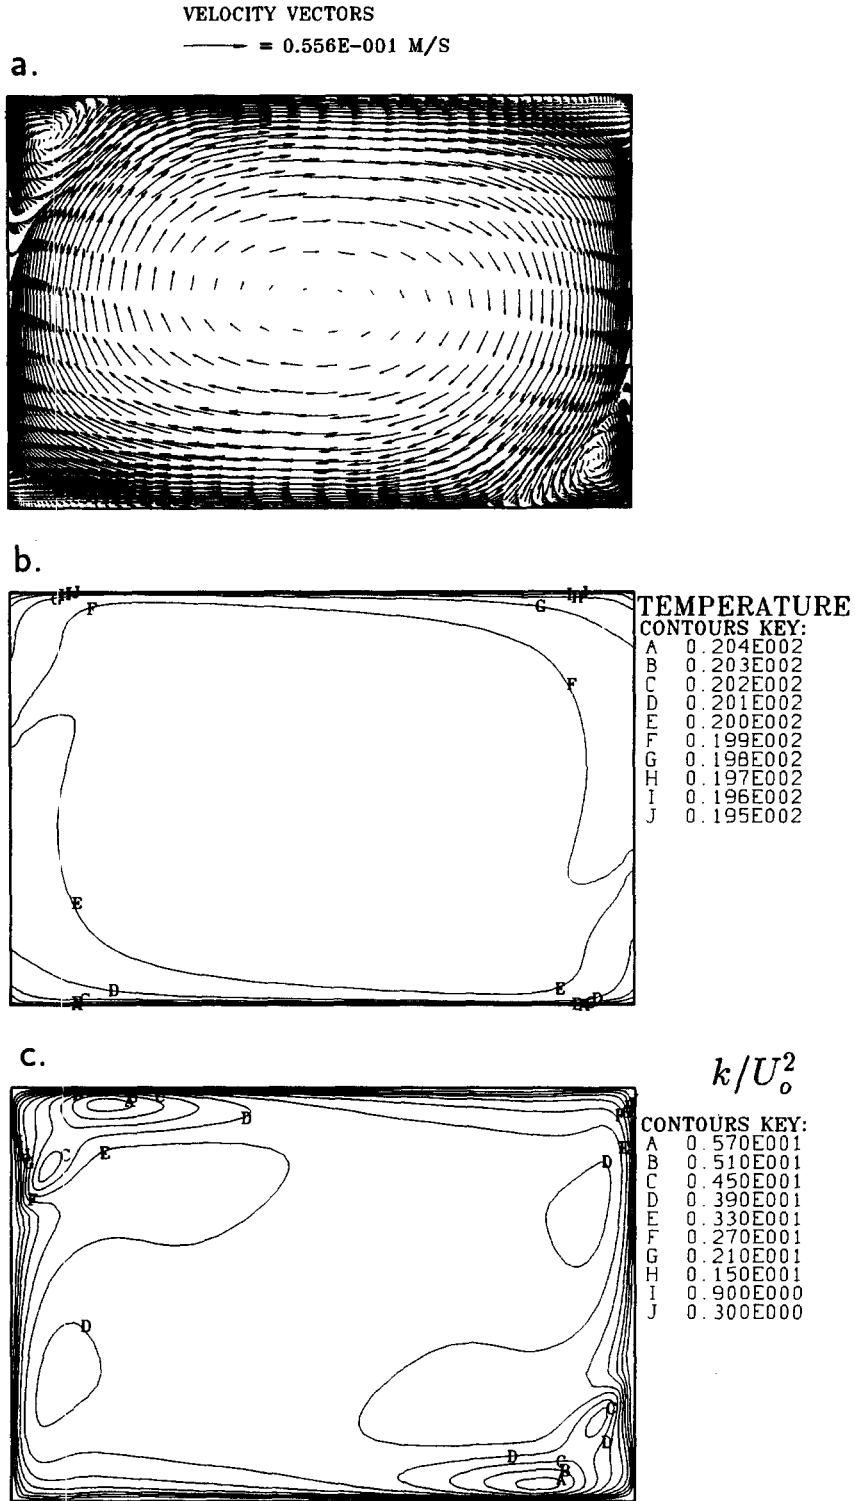 VELOCITY VECTORS
= 0.556E-001 M/S
a.
b.
F
G
F
E
D
C
E
D
TEMPERATURE
CONTOURS KEY:
A 0.204E002
B 0.203E002
C 0.202E002
D 0.201E002
E 0.200E002
F 0.199E002
G 0.198E002
H 0.197E002
I 0.196E002
J 0.195E002
c.
k/U_o^2
A
D
C
E
F
D
E
D
C
D
D
C
B
A
CONTOURS KEY:
A 0.570E001
B 0.510E001
C 0.450E001
D 0.390E001
E 0.330E001
F 0.270E001
G 0.210E001
H 0.150E001
I 0.900E000
J 0.300E000